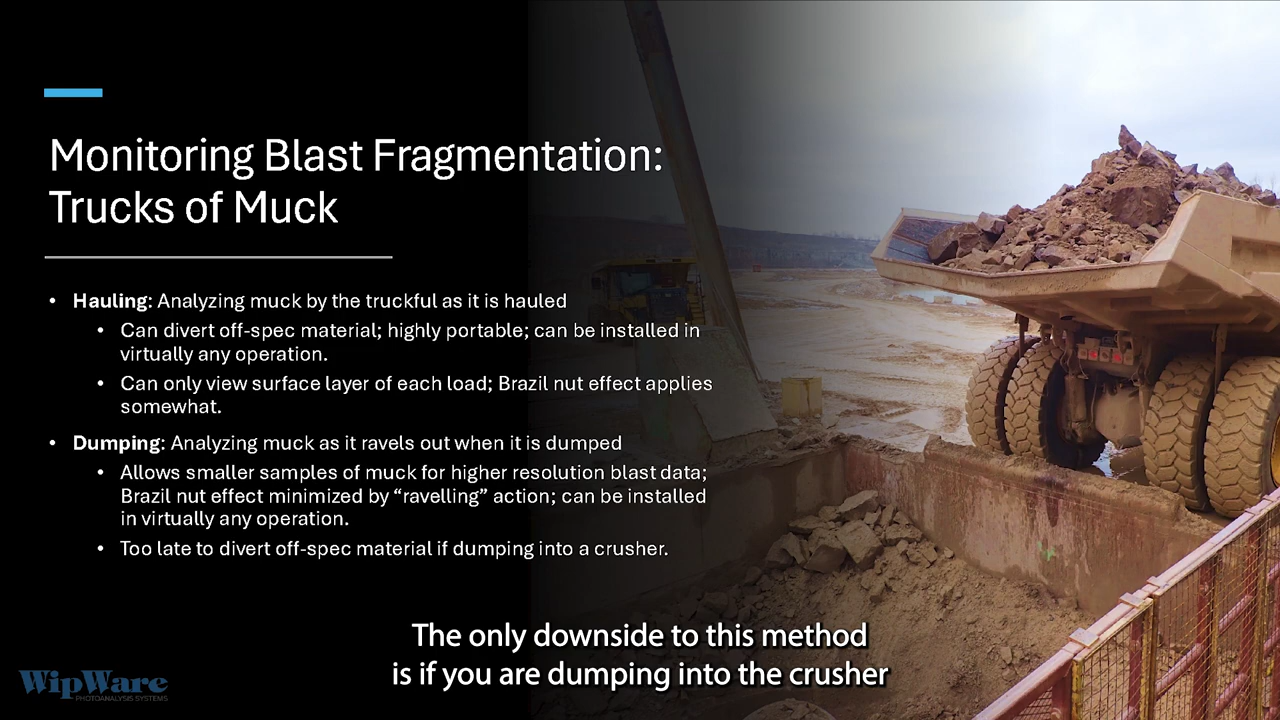 Monitoring Blast Fragmentation:
Trucks of Muck
• Hauling: Analyzing muck by the truckful as it is hauled
• Can divert off-spec material; highly portable; can be installed in
virtually any operation.
• Can only view surface layer of each load; Brazil nut effect applies
somewhat.
• Dumping: Analyzing muck as it ravels out when it is dumped
• Allows smaller samples of muck for higher resolution blast data;
Brazil nut effect minimized by “ravelling” action; can be installed
in virtually any operation.
• Too late to divert off-spec material if dumping into a crusher.
The only downside to this method
is if you are dumping into the crusher
WipWare
PHOTOANALYSIS SYSTEMS